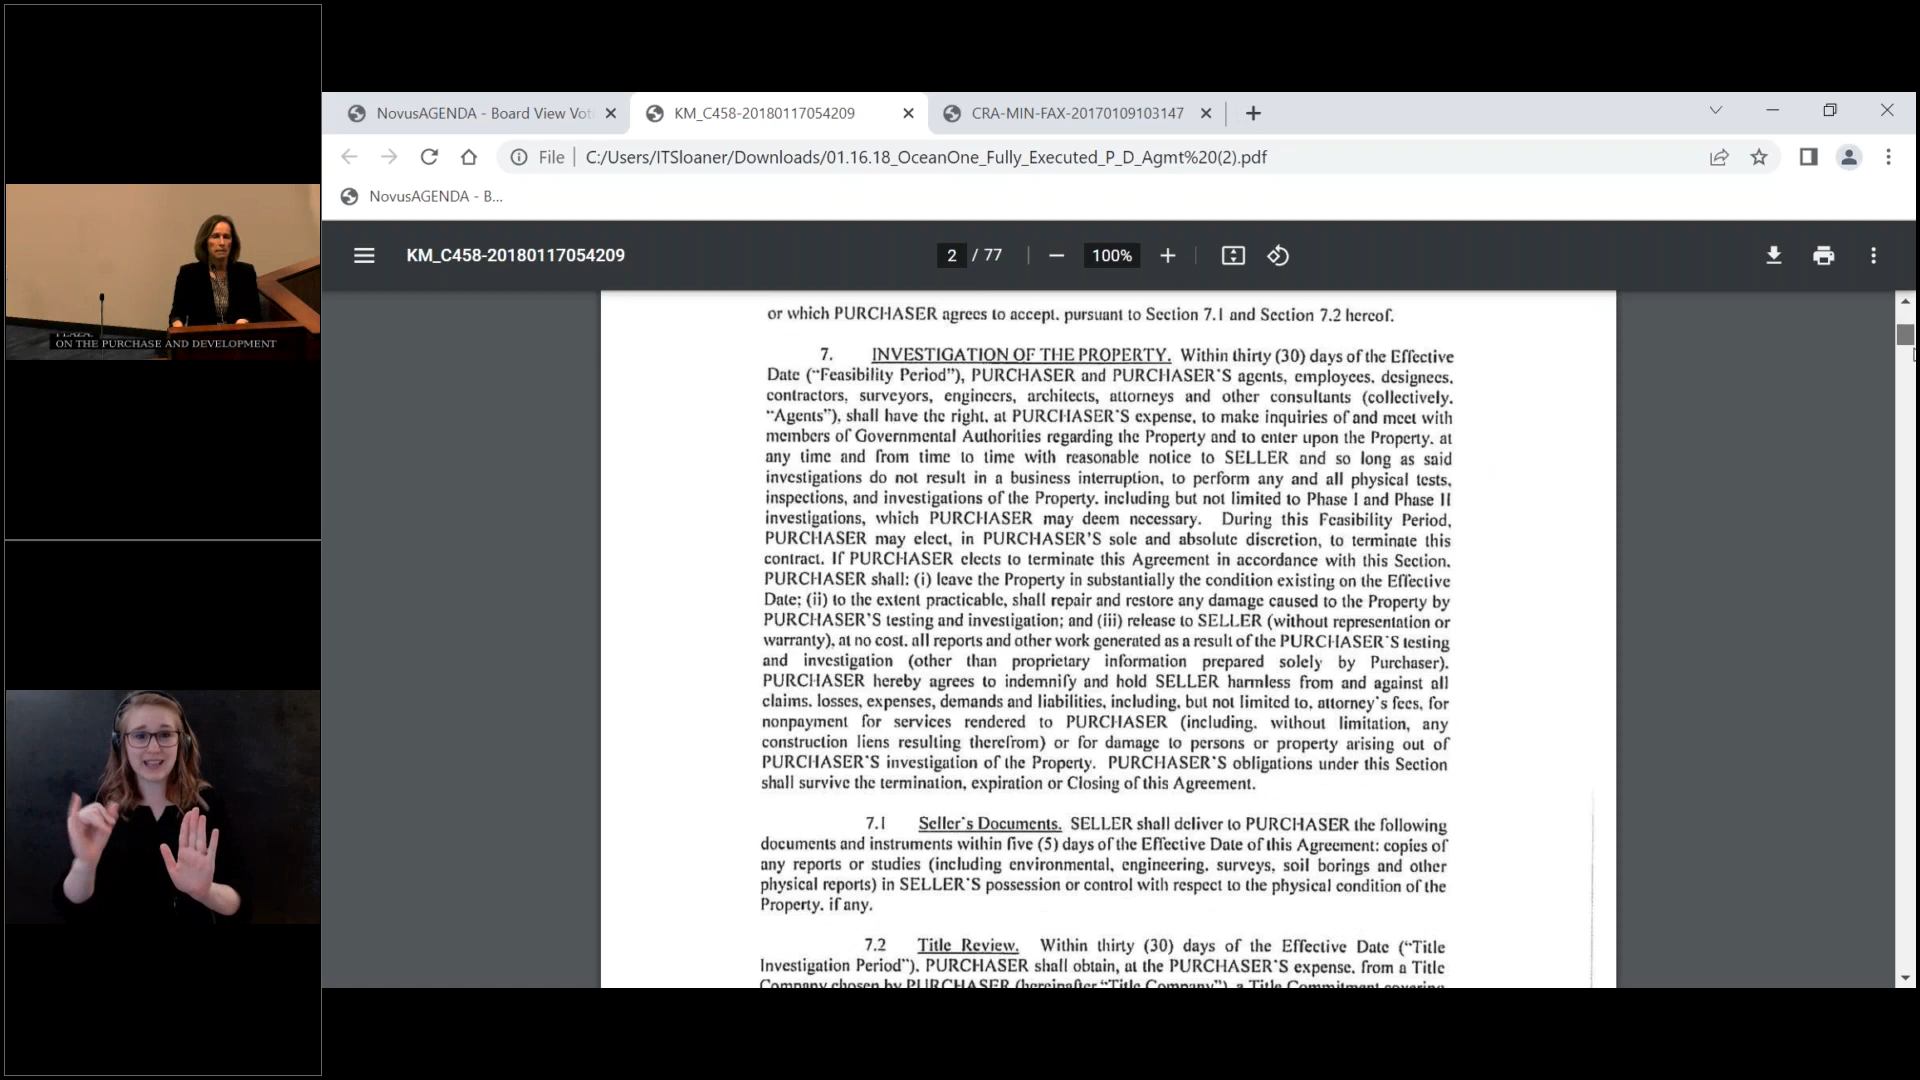 PLAZA.
ON THE PURCHASE AND DEVELOPMENT
NovusAGENDA - Board View Vot
KM_C458-20180117054209
CRA-MIN-FAX-20170109103147
File
C:/Users/ITSloaner/Downloads/01.16.18_OceanOne_Fully_Executed_P_D_Agmt%20(2).pdf
NovusAGENDA - B...
KM_C458-20180117054209
2 / 77
100%
or which PURCHASER agrees to accept, pursuant to Section 7.1 and Section 7.2 hereof.
7. INVESTIGATION OF THE PROPERTY. Within thirty (30) days of the Effective
Date (“Feasibility Period”), PURCHASER and PURCHASER'S agents, employees, designees,
contractors, surveyors, engineers, architects, attorneys and other consultants (collectively,
“Agents”), shall have the right, at PURCHASER'S expense, to make inquiries of and meet with
members of Governmental Authorities regarding the Property and to enter upon the Property, at
any time and from time to time with reasonable notice to SELLER and so long as said
investigations do not result in a business interruption, to perform any and all physical tests,
inspections, and investigations of the Property, including but not limited to Phase I and Phase II
investigations, which PURCHASER may deem necessary. During this Feasibility Period,
PURCHASER may elect, in PURCHASER'S sole and absolute discretion, to terminate this
contract. If PURCHASER elects to terminate this Agreement in accordance with this Section,
PURCHASER shall: (i) leave the Property in substantially the condition existing on the Effective
Date; (ii) to the extent practicable, shall repair and restore any damage caused to the Property by
PURCHASER'S testing and investigation; and (iii) release to SELLER (without representation or
warranty), at no cost, all reports and other work generated as a result of the PURCHASER'S testing
and investigation (other than proprietary information prepared solely by Purchaser).
PURCHASER hereby agrees to indemnify and hold SELLER harmless from and against all
claims, losses, expenses, demands and liabilities, including, but not limited to, attorney's fees, for
nonpayment for services rendered to PURCHASER (including, without limitation, any
construction liens resulting therefrom) or for damage to persons or property arising out of
PURCHASER'S investigation of the Property. PURCHASER'S obligations under this Section
shall survive the termination, expiration or Closing of this Agreement.
7.1 Seller's Documents. SELLER shall deliver to PURCHASER the following
documents and instruments within five (5) days of the Effective Date of this Agreement: copies of
any reports or studies (including environmental, engineering, surveys, soil borings and other
physical reports) in SELLER'S possession or control with respect to the physical condition of the
Property, if any.
7.2 Title Review. Within thirty (30) days of the Effective Date (“Title
Investigation Period”), PURCHASER shall obtain, at the PURCHASER'S expense, from a Title
Company chosen by PURCHASER (hereinafter “Title Company”), a Title Commitment covering